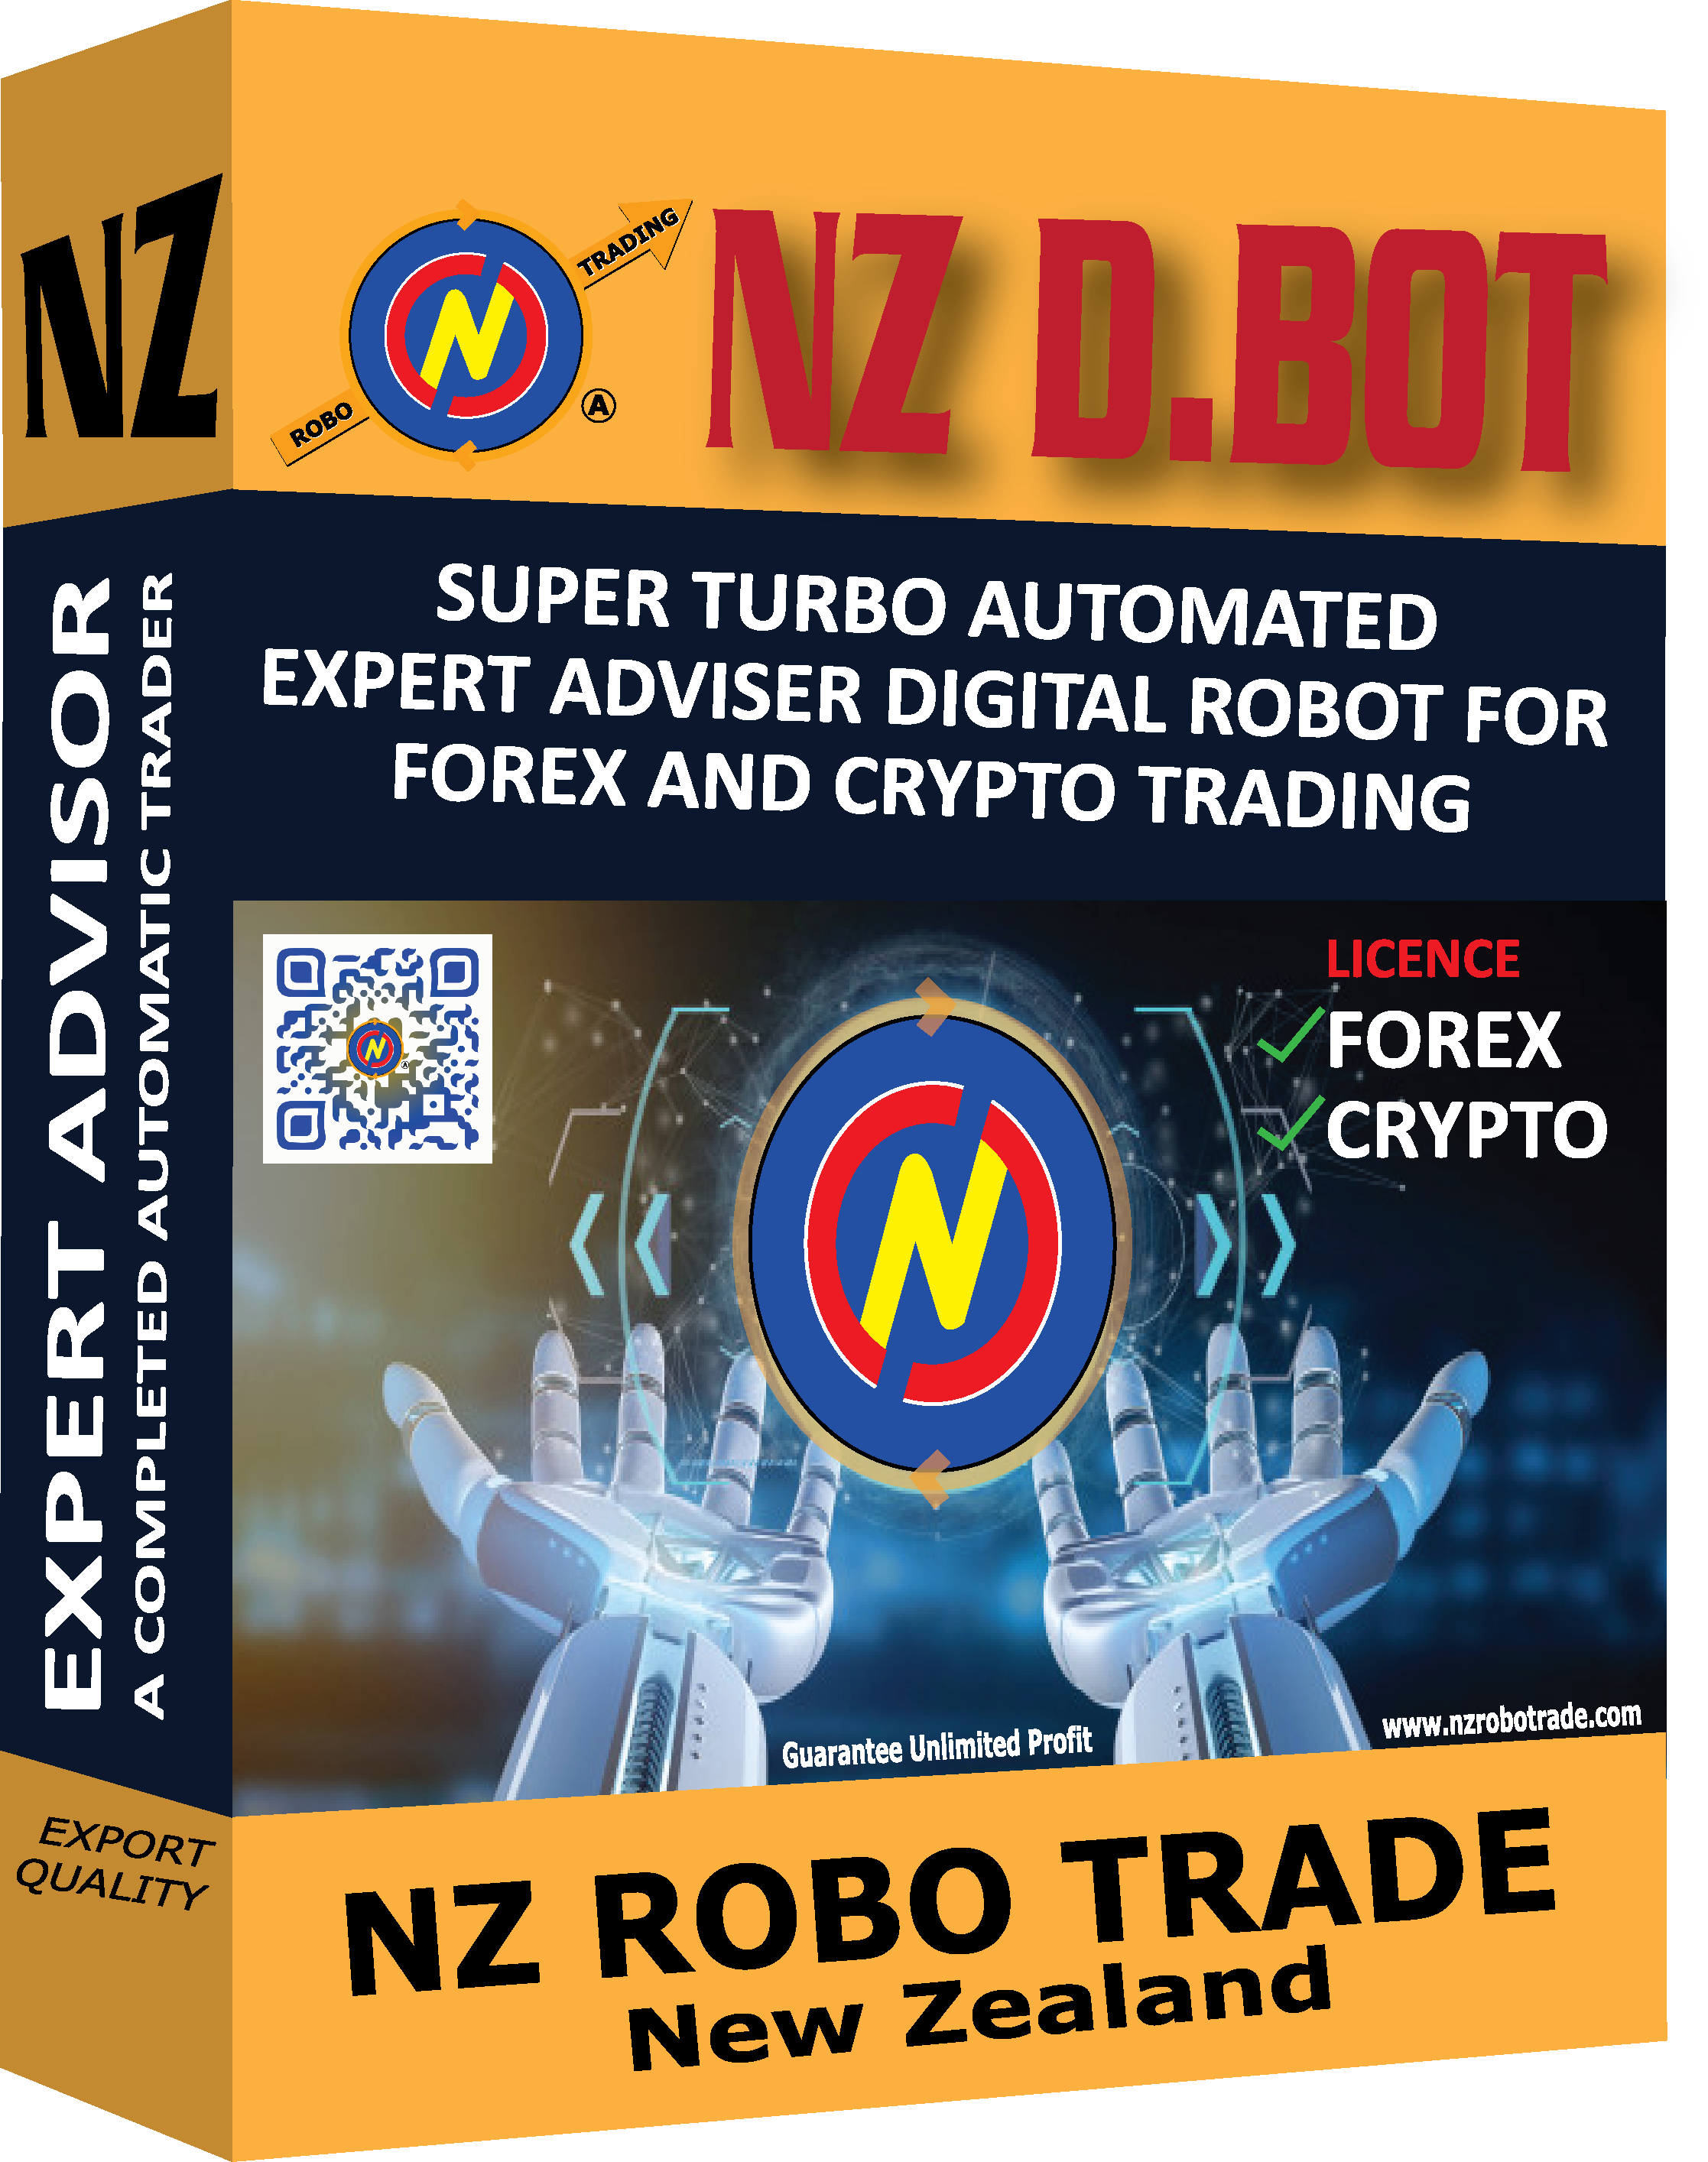 NZ
EXPERT ADVISOR
A COMPLETED AUTOMATIC TRADER
EXPORT
QUALITY
ROBO
N
TRADING
A
NZ D.BOT
SUPER TURBO AUTOMATED
EXPERT ADVISER DIGITAL ROBOT FOR
FOREX AND CRYPTO TRADING
N
LICENCE
FOREX
CRYPTO
N
Guarantee Unlimited Profit
www.nzrobotrade.com
NZ ROBO TRADE
New Zealand